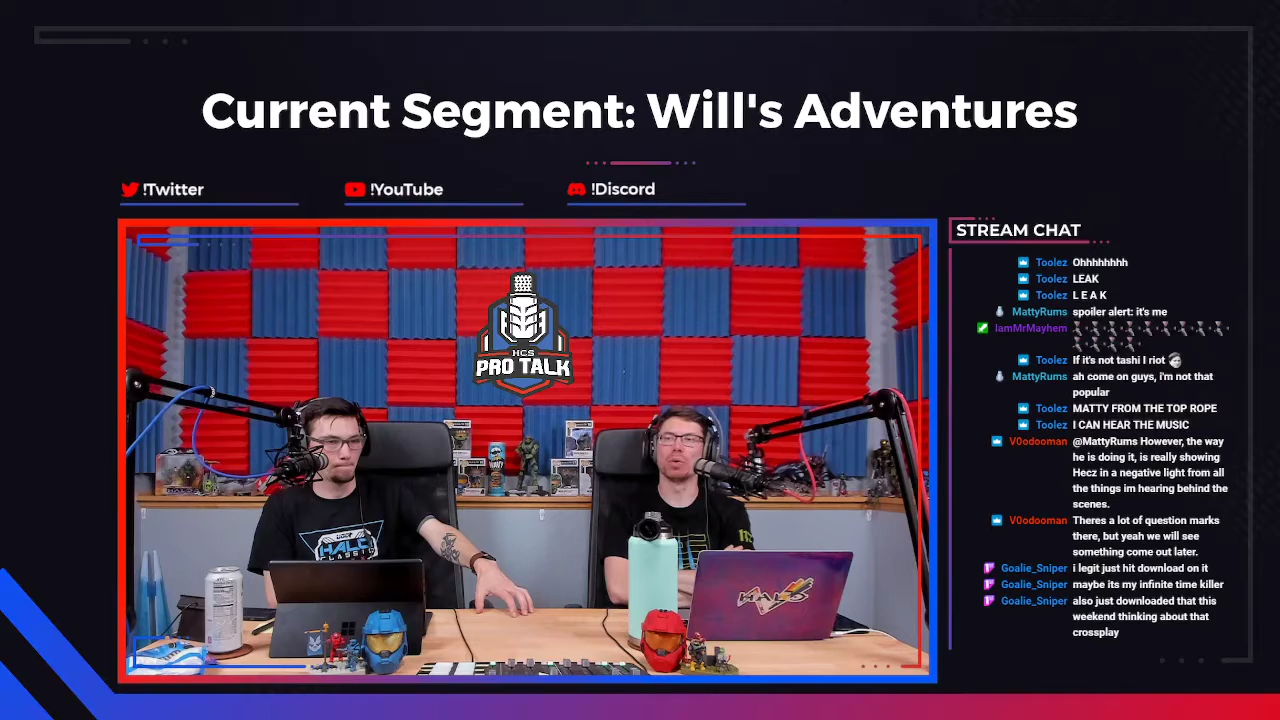 Current Segment: Will's Adventures
!Twitter
!YouTube
!Discord
HCS
PRO TALK
HALO
CLASSIC
STREAM CHAT
Toolez Ohhhhhhhh
Toolez LEAK
Toolez L E A K
MattyRums spoiler alert: it's me
IamMrMayhem
Toolez If it's not tashi I riot
MattyRums ah come on guys, i'm not that
popular
Toolez MATTY FROM THE TOP ROPE
Toolez I CAN HEAR THE MUSIC
V0odooman @MattyRums However, the way
he is doing it, is really showing
Hecz in a negative light from all
the things im hearing behind the
scenes.
V0odooman Theres a lot of question marks
there, but yeah we will see
something come out later.
Goalie_Sniper i legit just hit download on it
Goalie_Sniper maybe its my infinite time killer
Goalie_Sniper also just downloaded that this
weekend thinking about that
crossplay